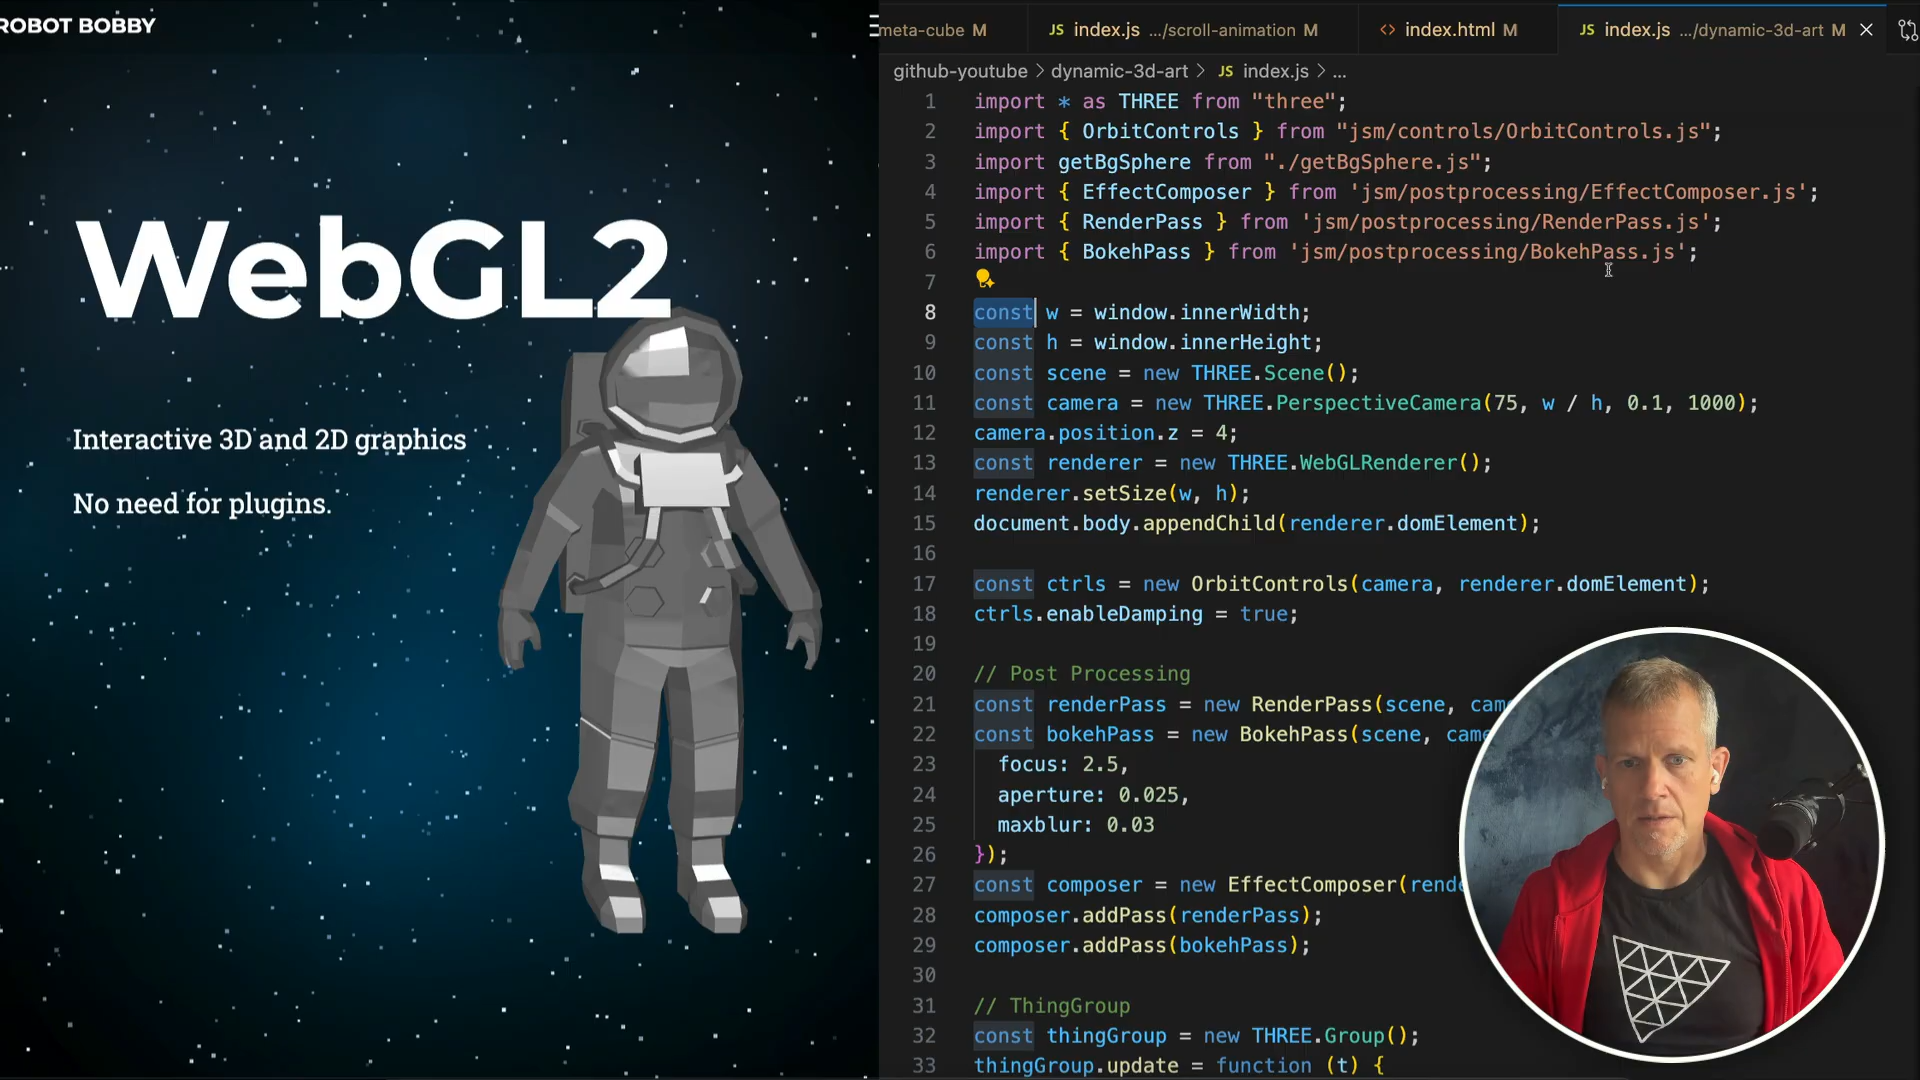 ROBOT BOBBY
WebGL2
Interactive 3D and 2D graphics
No need for plugins.
meta-cube M
JS index.js .../scroll-animation M
<> index.html M
JS index.js .../dynamic-3d-art M
github-youtube > dynamic-3d-art > JS index.js > ...
1 import * as THREE from "three";
2 import { OrbitControls } from "jsm/controls/OrbitControls.js";
3 import getBgSphere from "./getBgSphere.js";
4 import { EffectComposer } from 'jsm/postprocessing/EffectComposer.js';
5 import { RenderPass } from 'jsm/postprocessing/RenderPass.js';
6 import { BokehPass } from 'jsm/postprocessing/BokehPass.js';
7
8 const w = window.innerWidth;
9 const h = window.innerHeight;
10 const scene = new THREE.Scene();
11 const camera = new THREE.PerspectiveCamera(75, w / h, 0.1, 1000);
12 camera.position.z = 4;
13 const renderer = new THREE.WebGLRenderer();
14 renderer.setSize(w, h);
15 document.body.appendChild(renderer.domElement);
16
17 const ctrls = new OrbitControls(camera, renderer.domElement);
18 ctrls.enableDamping = true;
19
20 // Post Processing
21 const renderPass = new RenderPass(scene, cam
22 const bokehPass = new BokehPass(scene, came
23 focus: 2.5,
24 aperture: 0.025,
25 maxblur: 0.03
26 });
27 const composer = new EffectComposer(rende
28 composer.addPass(renderPass);
29 composer.addPass(bokehPass);
30
31 // ThingGroup
32 const thingGroup = new THREE.Group();
33 thingGroup.update = function (t) {